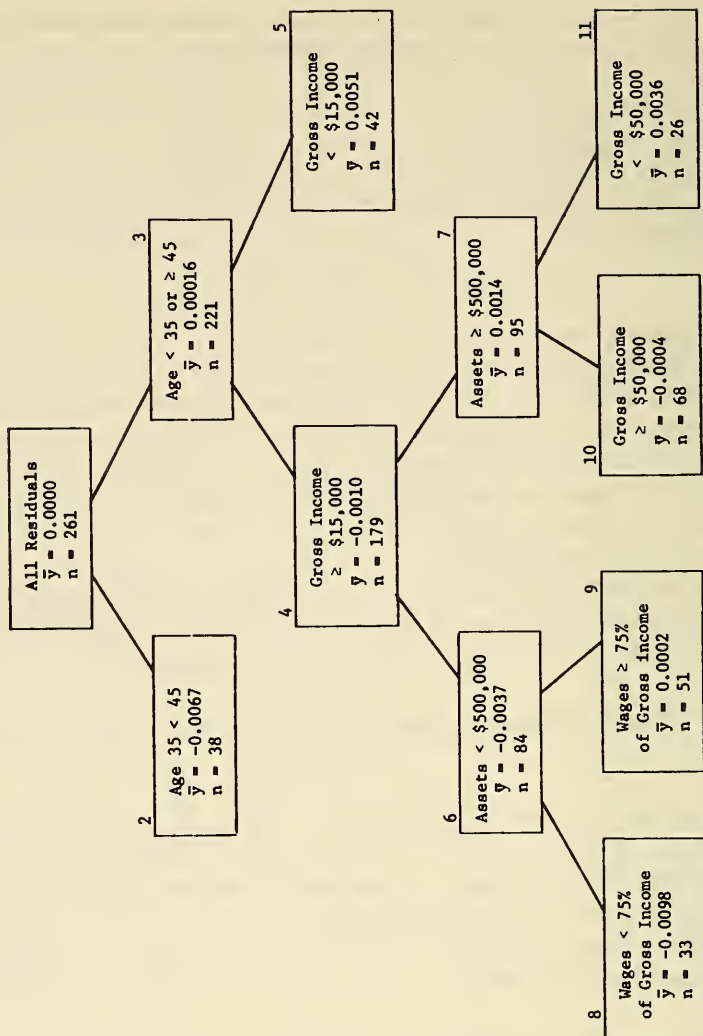 All Residuals
ȳ = 0.0000
n = 261
2
Age 35 < 45
ȳ = -0.0067
n = 38
3
Age < 35 or ≥ 45
ȳ = 0.00016
n = 221
4
Gross Income
≥ $15,000
ȳ = -0.0010
n = 179
5
Gross Income
< $15,000
ȳ = 0.0051
n = 42
6
Assets < $500,000
ȳ = -0.0037
n = 84
7
Assets ≥ $500,000
ȳ = 0.0014
n = 95
8
Wages < 75%
of Gross Income
ȳ = -0.0098
n = 33
9
Wages ≥ 75%
of Gross income
ȳ = 0.0002
n = 51
10
Gross Income
≥ $50,000
ȳ = -0.0004
n = 68
11
Gross Income
< $50,000
ȳ = 0.0036
n = 26